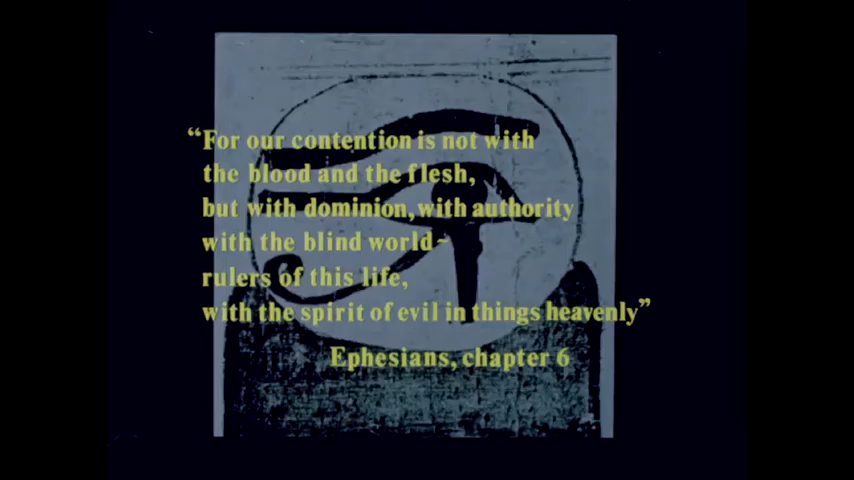 “For our contention is not with
the blood and the flesh,
but with dominion, with authority
with the blind world-
rulers of this life,
with the spirit of evil in things heavenly”
Ephesians, chapter 6